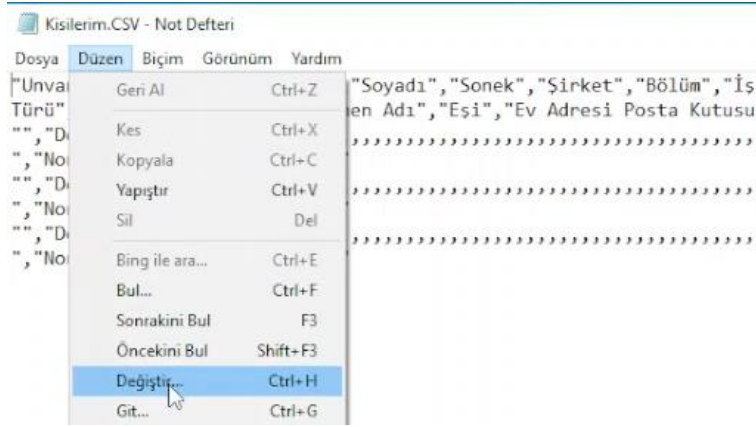 Kisilerim.CSV - Not Defteri
Dosya Düzen Biçim Görünüm Yardım
"Soyadı","Sonek","Şirket","Bölüm","İş
Türü" en Adı","Eşi","Ev Adresi Posta Kutusu
Geri Al Ctrl+Z
Kes Ctrl+X
Kopyala Ctrl+C
Yapıştır Ctrl+V
Sil Del
Bing ile ara... Ctrl+E
Bul... Ctrl+F
Sonrakini Bul F3
Öncekini Bul Shift+F3
Değiştir... Ctrl+H
Git... Ctrl+G